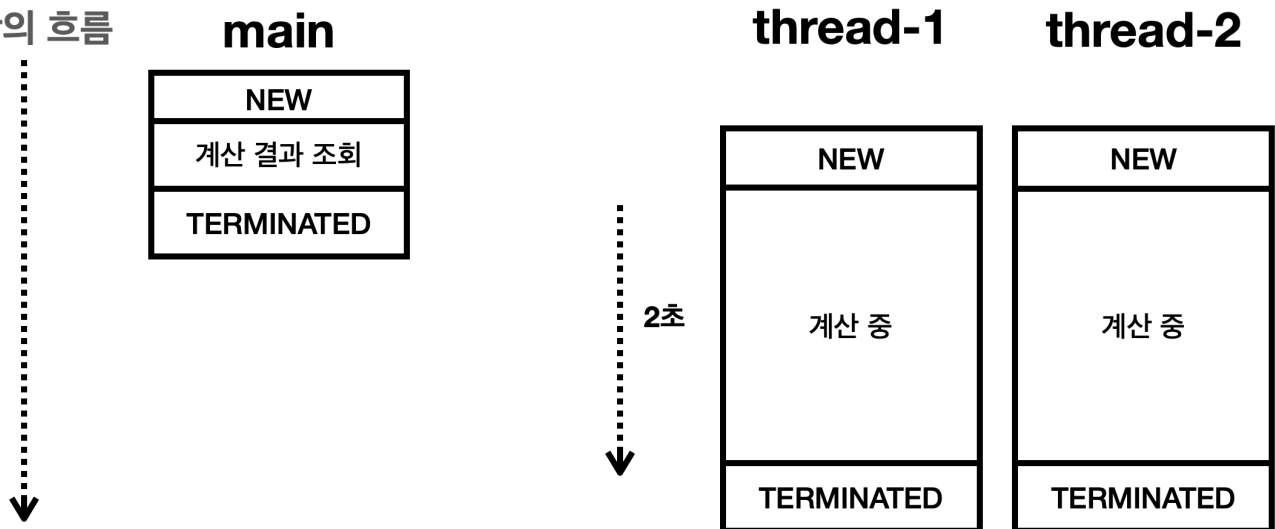 의 흐름
main
NEW
계산 결과 조회
TERMINATED
2초
thread-1
NEW
계산 중
TERMINATED
thread-2
NEW
계산 중
TERMINATED